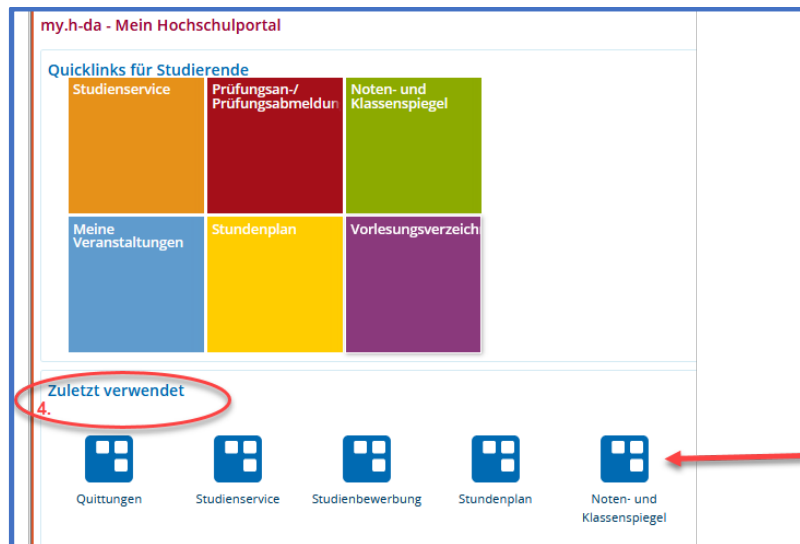 my.h-da - Mein Hochschulportal
Quicklinks für Studierende
Studienservice
Prüfungsan-/
Prüfungsabmeldun
Noten- und
Klassenspiegel
Meine
Veranstaltungen
Stundenplan
Vorlesungsverzeich
Zuletzt verwendet
4.
Quittungen
Studienservice
Studienbewerbung
Stundenplan
Noten- und
Klassenspiegel